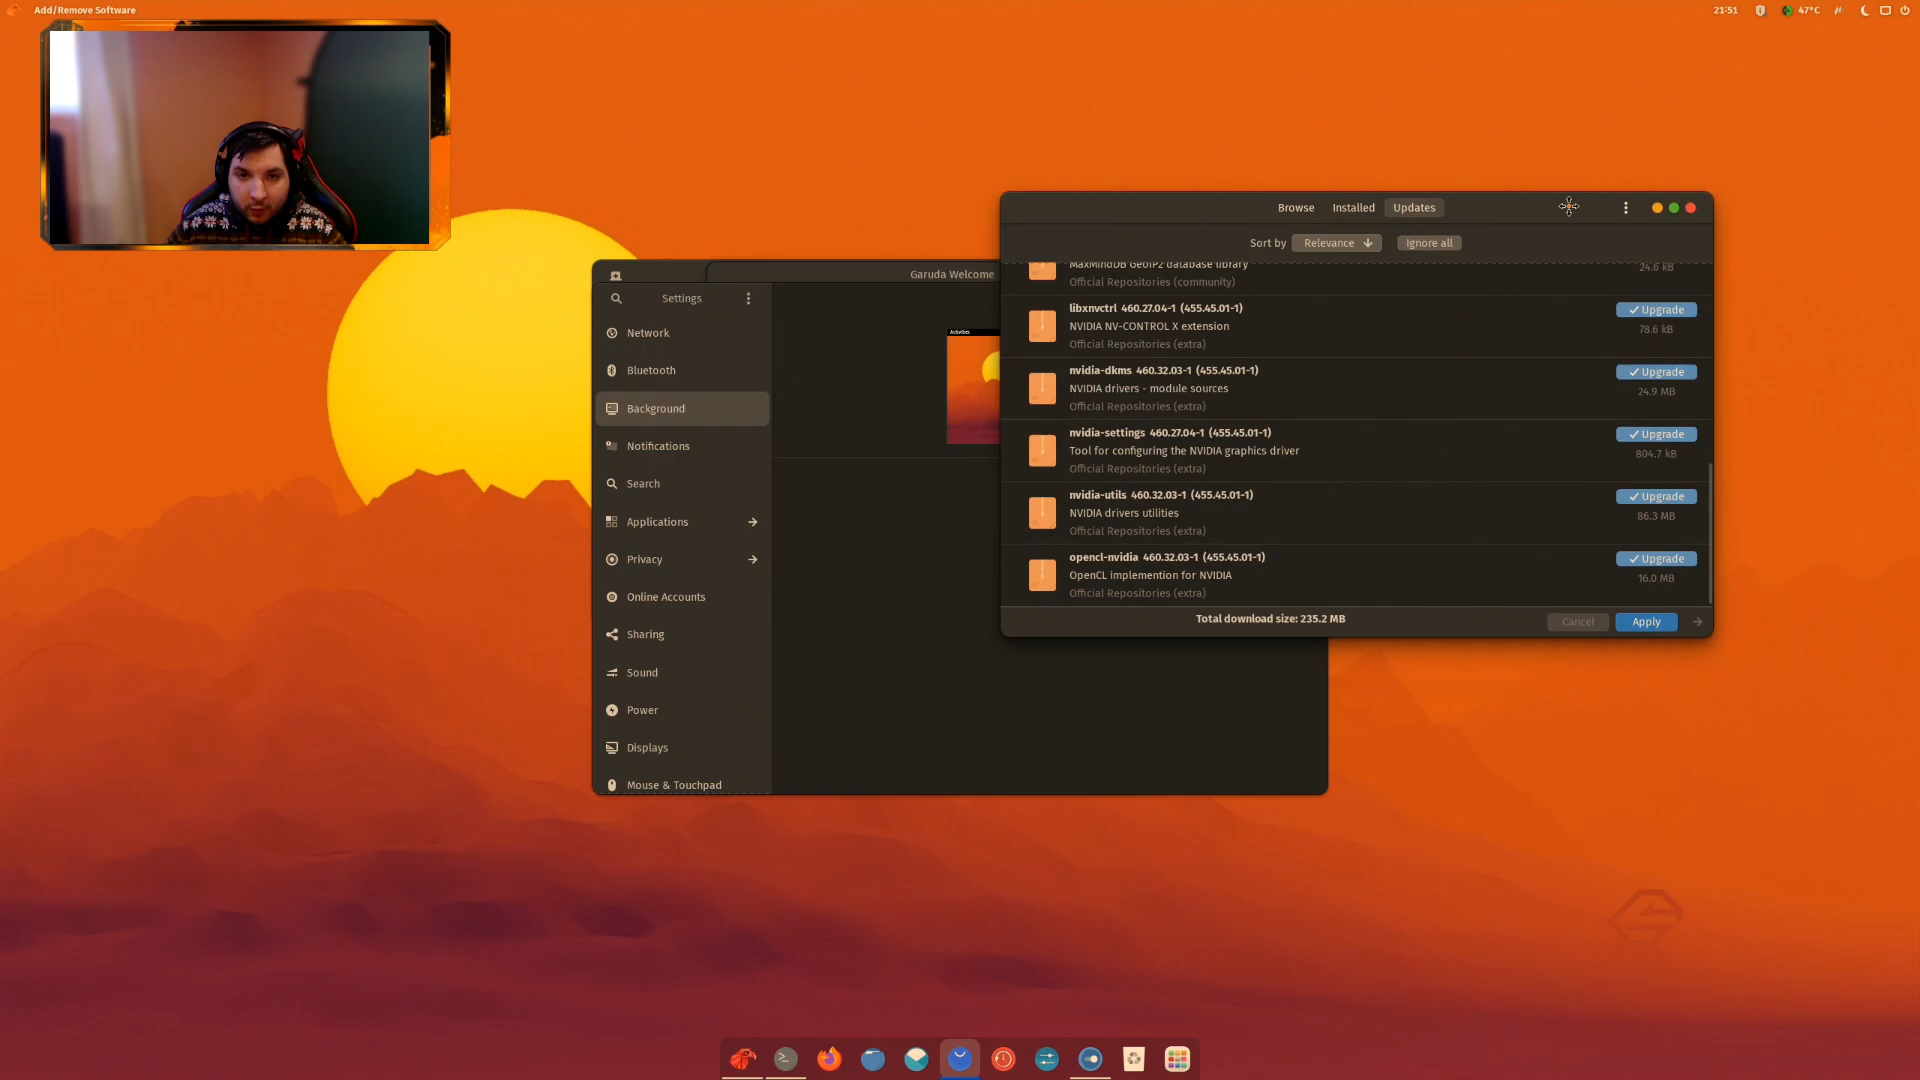 Add/Remove Software
21:51
47°C
Garuda Welcome
Settings
Network
Bluetooth
Background
Notifications
Search
Applications
Privacy
Online Accounts
Sharing
Sound
Power
Displays
Mouse & Touchpad
Activities
Browse
Installed
Updates
Sort by
Relevance
Ignore all
MaxMindDB GeoIP2 database library
24.6 kB
Official Repositories (community)
libxnvctrl 460.27.04-1 (455.45.01-1)
Upgrade
NVIDIA NV-CONTROL X extension
78.6 kB
Official Repositories (extra)
nvidia-dkms 460.32.03-1 (455.45.01-1)
Upgrade
NVIDIA drivers - module sources
24.9 MB
Official Repositories (extra)
nvidia-settings 460.27.04-1 (455.45.01-1)
Upgrade
Tool for configuring the NVIDIA graphics driver
804.7 kB
Official Repositories (extra)
nvidia-utils 460.32.03-1 (455.45.01-1)
Upgrade
NVIDIA drivers utilities
86.3 MB
Official Repositories (extra)
opencl-nvidia 460.32.03-1 (455.45.01-1)
Upgrade
OpenCL implemention for NVIDIA
16.0 MB
Official Repositories (extra)
Total download size: 235.2 MB
Cancel
Apply